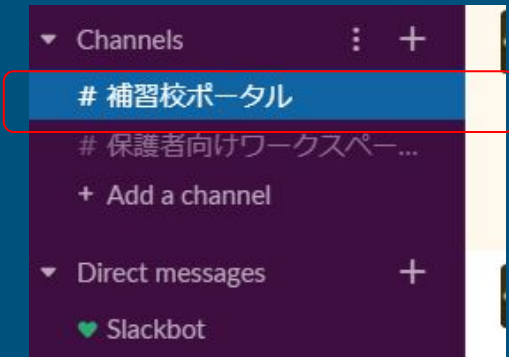 Channels
# 補習校ポータル
# 保護者向けワークスペー...
+ Add a channel
Direct messages
Slackbot